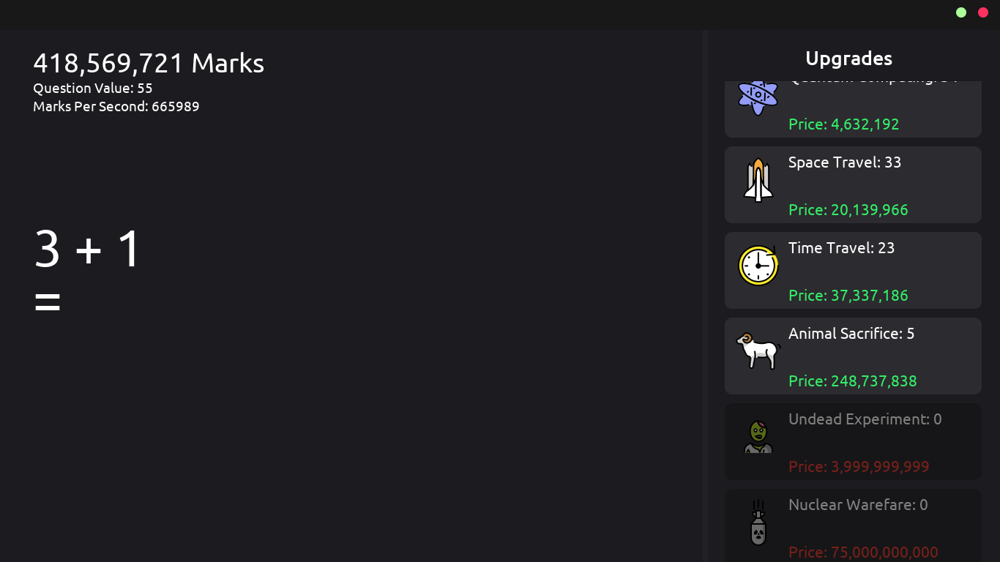 418,569,721 Marks
Question Value: 55
Marks Per Second: 665989
3 + 1
=
Upgrades
Quantum Computing:
Price: 4,632,192
Space Travel: 33
Price: 20,139,966
Time Travel: 23
Price: 37,337,186
Animal Sacrifice: 5
Price: 248,737,838
Undead Experiment: 0
Price: 3,999,999,999
Nuclear Warefare: 0
Price: 75,000,000,000